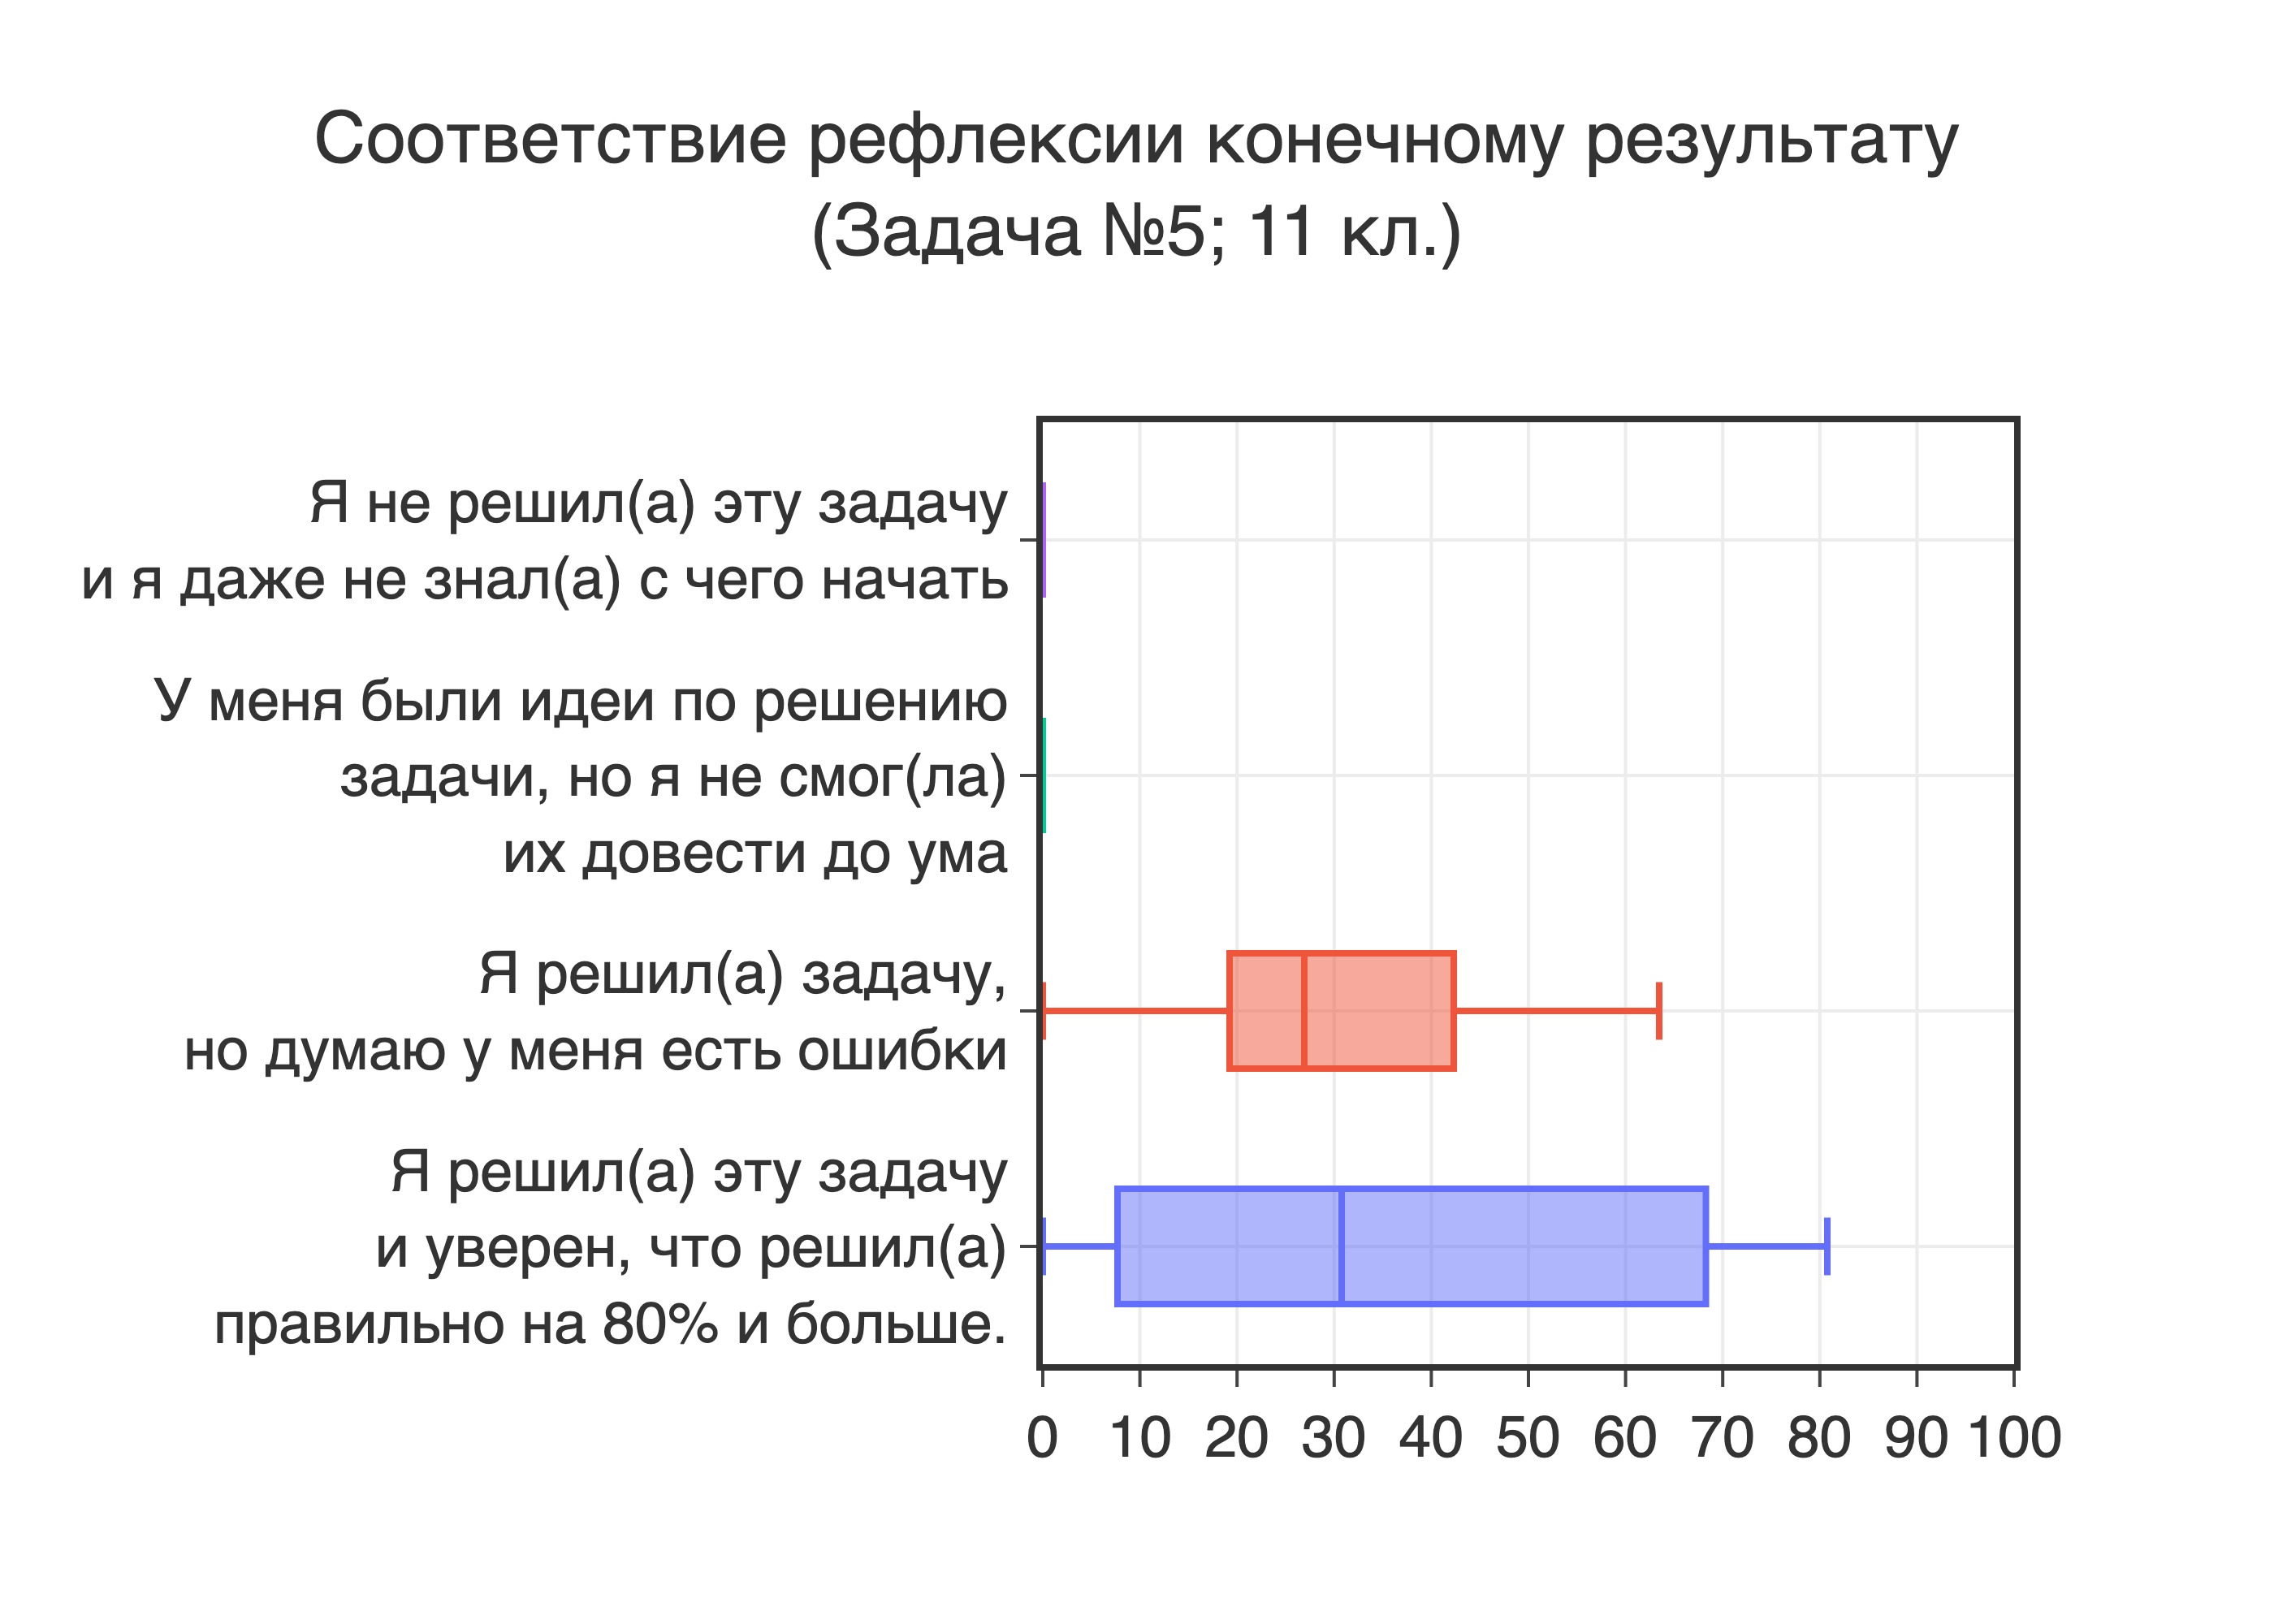 Соответствие рефлексии конечному результату
(Задача №5; 11 кл.)
Я не решил(а) эту задачу
и я даже не знал(а) с чего начать
У меня были идеи по решению
задачи, но я не смог(ла)
их довести до ума
Я решил(а) задачу,
но думаю у меня есть ошибки
Я решил(а) эту задачу
и уверен, что решил(а)
правильно на 80% и больше.
0 10 20 30 40 50 60 70 80 90 100